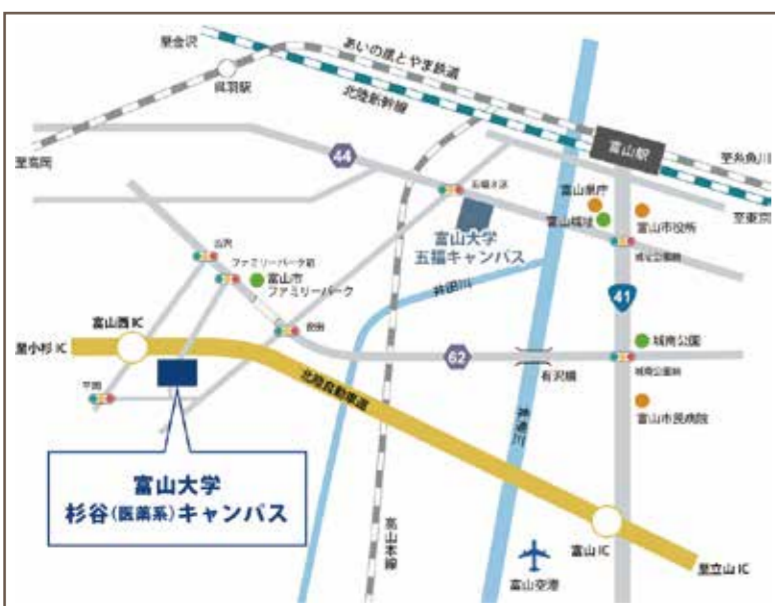 至金沢
あいの風とやま鉄道
呉羽駅
北陸新幹線
至高岡
44
富山駅
至糸魚川
至東京
富山県庁
富山城址
富山市役所
富山大学
五福キャンパス
城址公園前
ファミリーパーク前
富山市
ファミリーパーク
井田川
41
富山西IC
至小杉IC
62
有沢橋
城南公園
城南公園前
北陸自動車道
神通川
富山市民病院
富山大学
杉谷(医薬系)キャンパス
高山本線
富山IC
富山空港
至立山IC